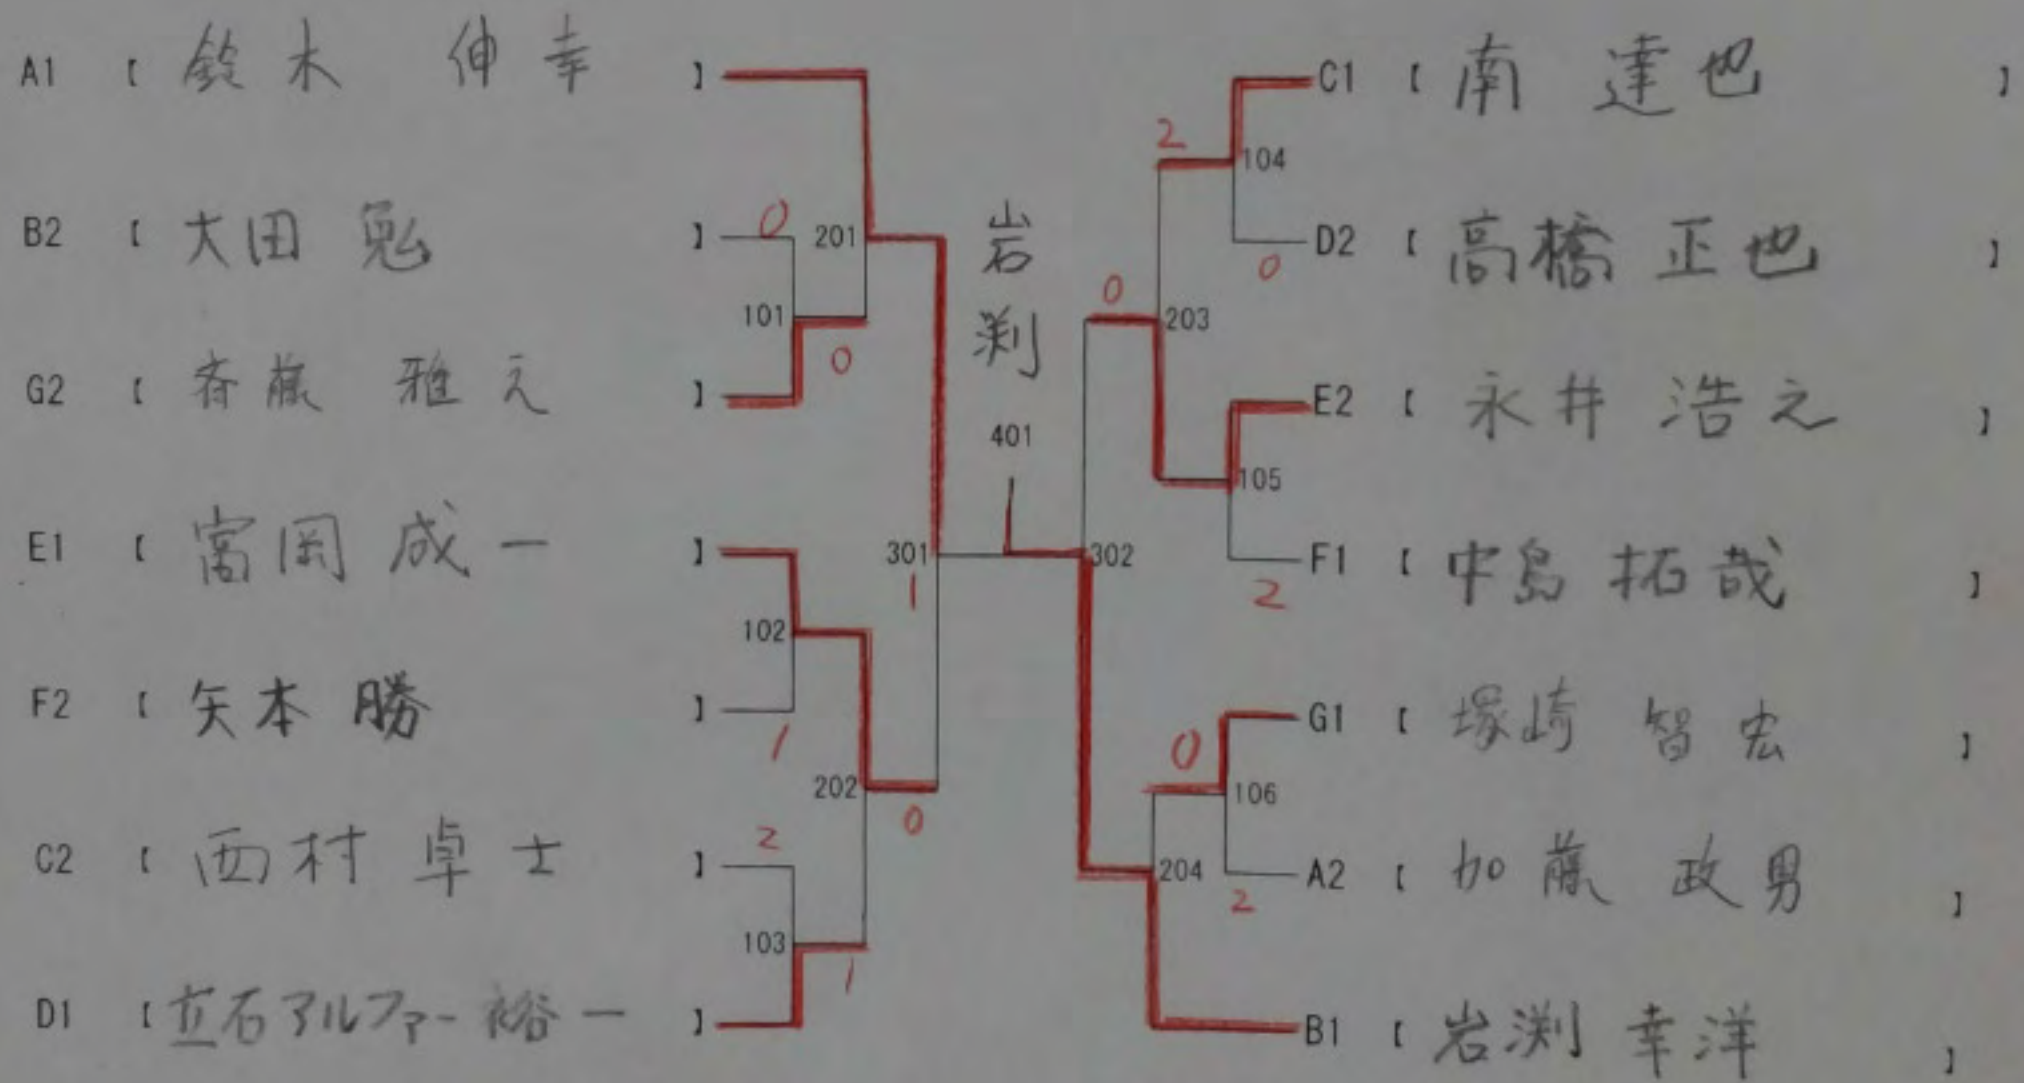 A1 【 鈴木 伸幸 】
B2 【 大田 勉 】
G2 【 斉藤 雅之 】
E1 【 富岡 成一 】
F2 【 矢本 勝 】
C2 【 西村 卓士 】
D1 【 立石アルファー裕一 】
0
201
101
0
102
1
202
2
103
1
301
1
0
岩渕
401
302
0
2
104
0
203
105
2
0
106
2
204
C1 【 南 達也 】
D2 【 高橋 正也 】
E2 【 永井 浩之 】
F1 【 中島 拓哉 】
G1 【 塚崎 智宏 】
A2 【 加藤 政男 】
B1 【 岩渕 幸洋 】